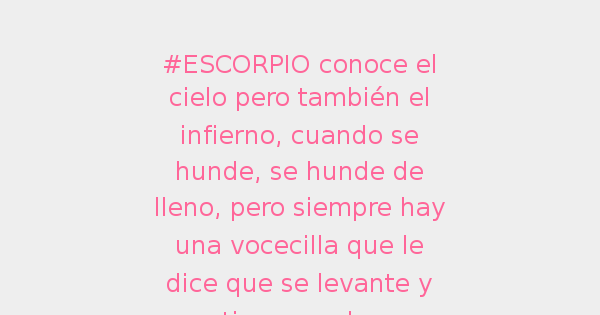 #ESCORPIO conoce el
cielo pero también el
infierno, cuando se
hunde, se hunde de
lleno, pero siempre hay
una vocecilla que le
dice que se levante y